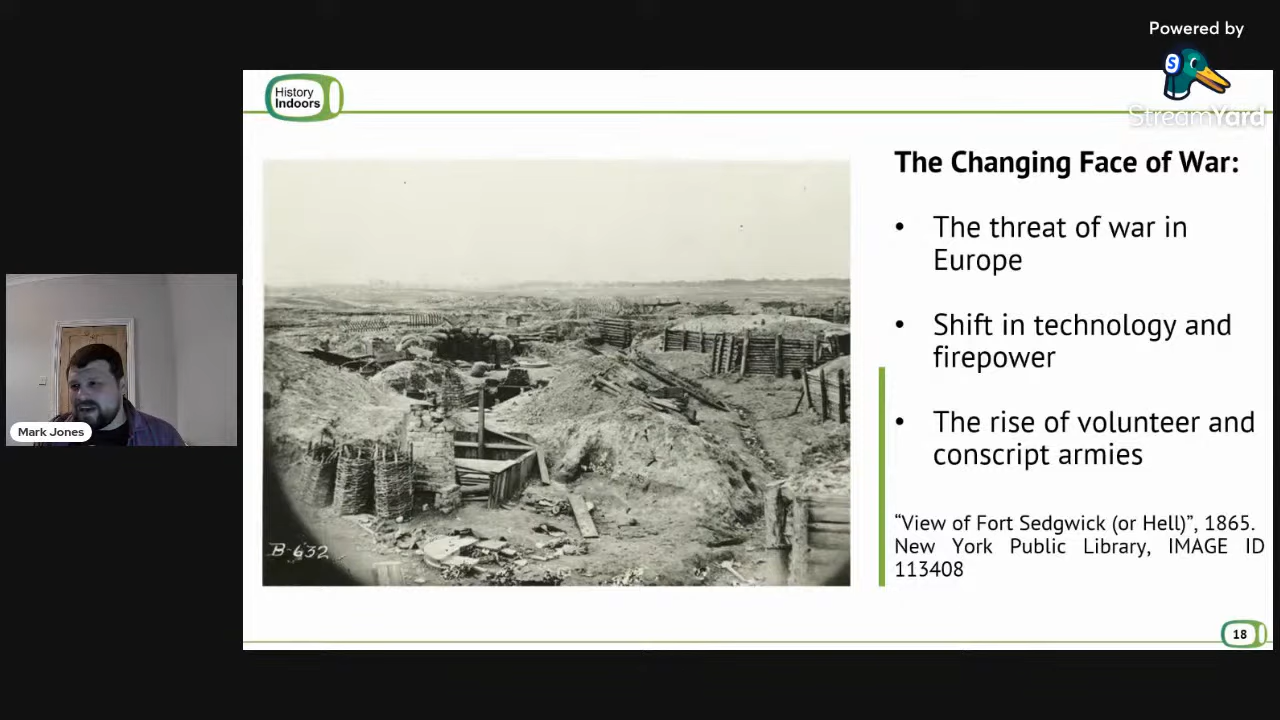 Powered by
StreamYard
History
Indoors
The Changing Face of War:
• The threat of war in
Europe
• Shift in technology and
firepower
• The rise of volunteer and
conscript armies
“View of Fort Sedgwick (or Hell)”, 1865.
New York Public Library, IMAGE ID
113408
B-632
Mark Jones
18